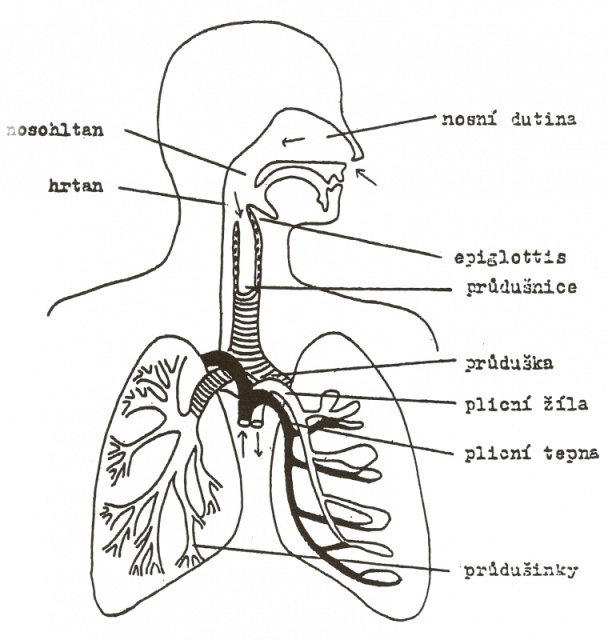 nosní dutina
nosohltan
hrtan
epiglottis
průdušnice
průduška
plicní žíla
plicní tepna
průdušinky